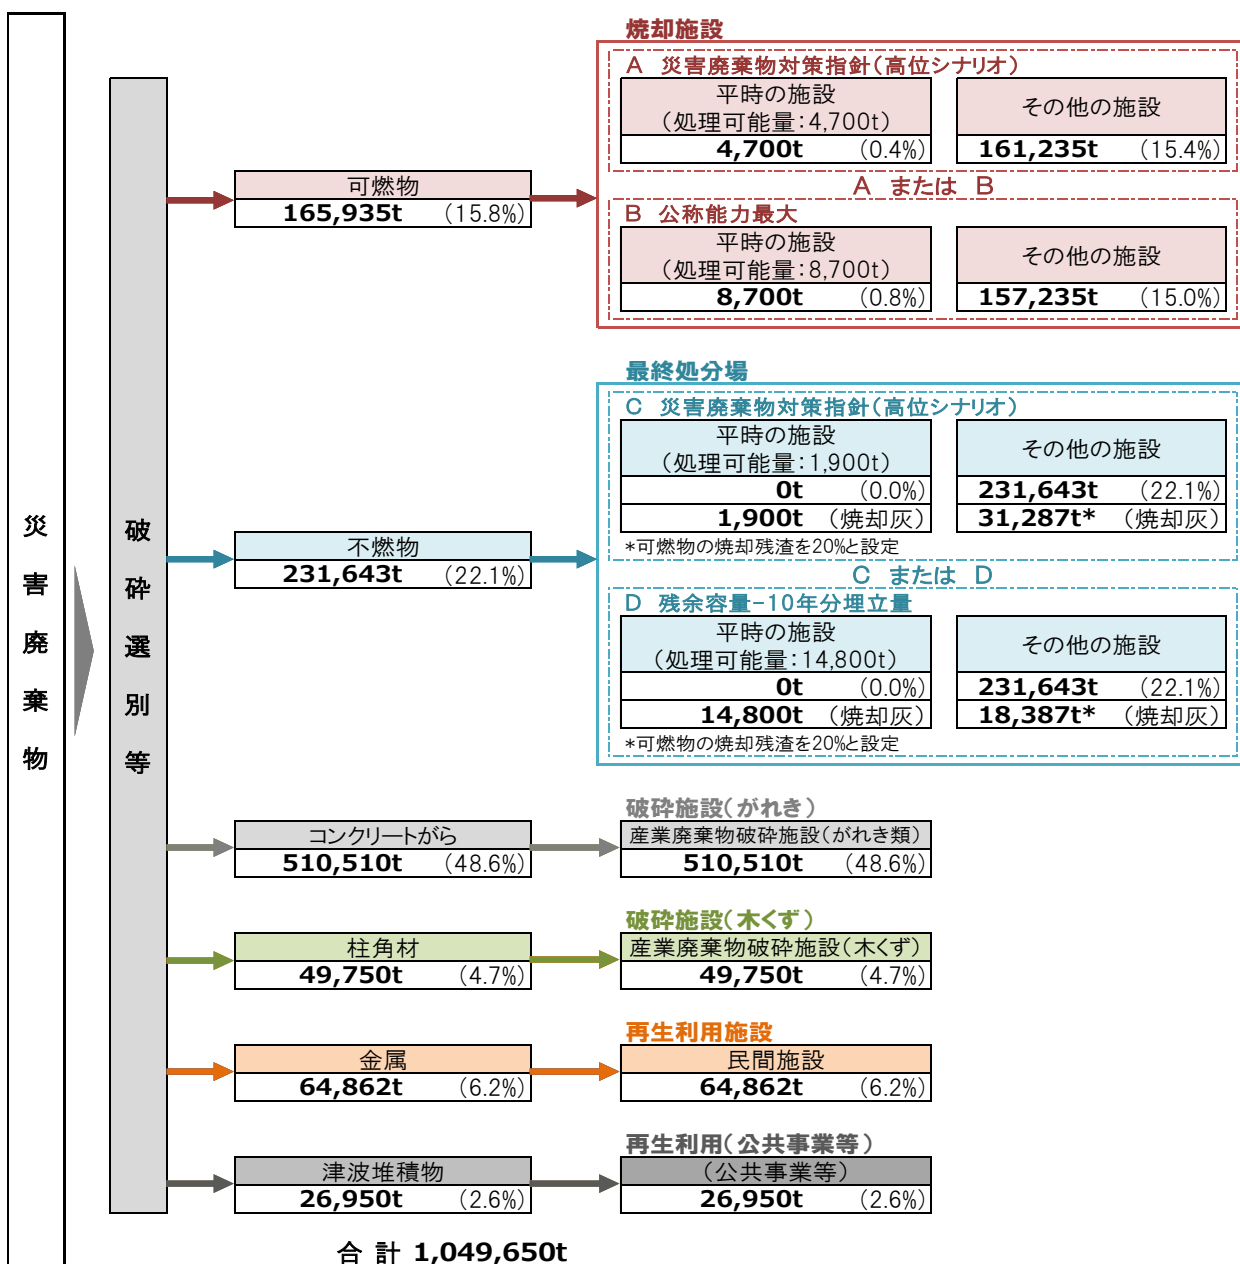 災害廃棄物
破砕選別等
焼却施設
A 災害廃棄物対策指針(高位シナリオ)
平時の施設
(処理可能量:4,700t)
4,700t (0.4%)
その他の施設
161,235t (15.4%)
可燃物
165,935t (15.8%)
A または B
B 公称能力最大
平時の施設
(処理可能量:8,700t)
8,700t (0.8%)
その他の施設
157,235t (15.0%)
最終処分場
C 災害廃棄物対策指針(高位シナリオ)
平時の施設
(処理可能量:1,900t)
0t (0.0%)
1,900t (焼却灰)
その他の施設
231,643t (22.1%)
31,287t* (焼却灰)
*可燃物の焼却残渣を20%と設定
不燃物
231,643t (22.1%)
C または D
D 残余容量-10年分埋立量
平時の施設
(処理可能量:14,800t)
0t (0.0%)
14,800t (焼却灰)
その他の施設
231,643t (22.1%)
18,387t* (焼却灰)
*可燃物の焼却残渣を20%と設定
破砕施設(がれき)
コンクリートがら
510,510t (48.6%)
産業廃棄物破砕施設(がれき類)
510,510t (48.6%)
破砕施設(木くず)
柱角材
49,750t (4.7%)
産業廃棄物破砕施設(木くず)
49,750t (4.7%)
再生利用施設
金属
64,862t (6.2%)
民間施設
64,862t (6.2%)
再生利用(公共事業等)
津波堆積物
26,950t (2.6%)
(公共事業等)
26,950t (2.6%)
合 計 1,049,650t